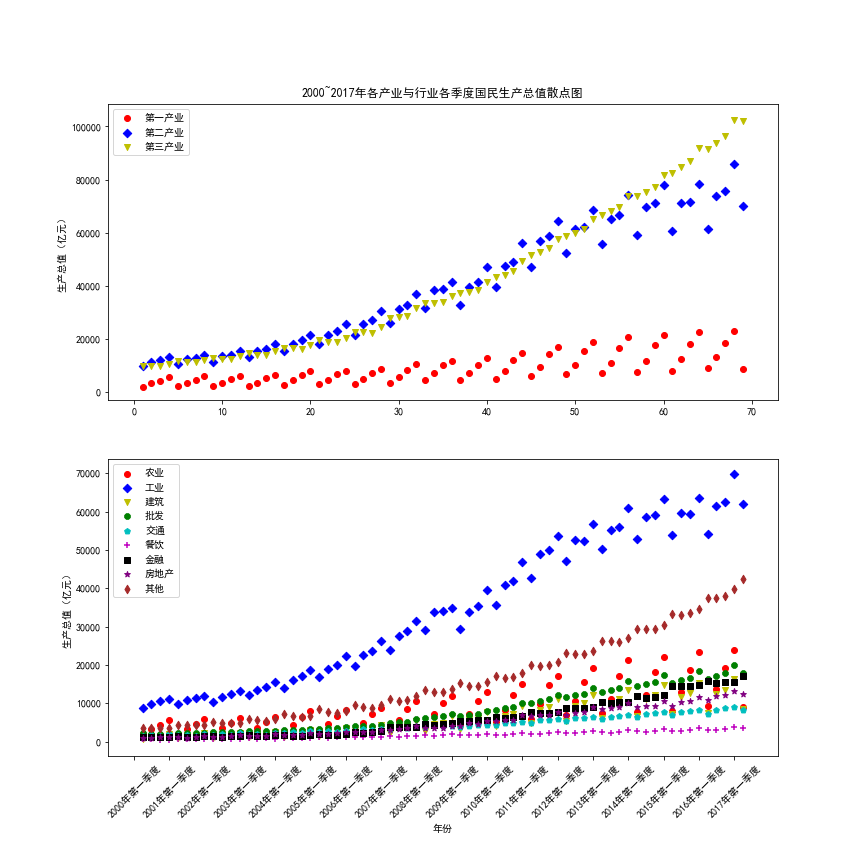 2000~2017年各产业与行业各季度国民生产总值散点图
第一产业
第二产业
第三产业
100000
80000
60000
40000
20000
0
生产总值（亿元）
0 10 20 30 40 50 60 70
农业
工业
建筑
批发
交通
餐饮
金融
房地产
其他
70000
60000
50000
40000
30000
20000
10000
0
生产总值（亿元）
2000年第一季度
2001年第一季度
2002年第一季度
2003年第一季度
2004年第一季度
2005年第一季度
2006年第一季度
2007年第一季度
2008年第一季度
2009年第一季度
2010年第一季度
2011年第一季度
2012年第一季度
2013年第一季度
2014年第一季度
2015年第一季度
2016年第一季度
2017年第一季度
年份